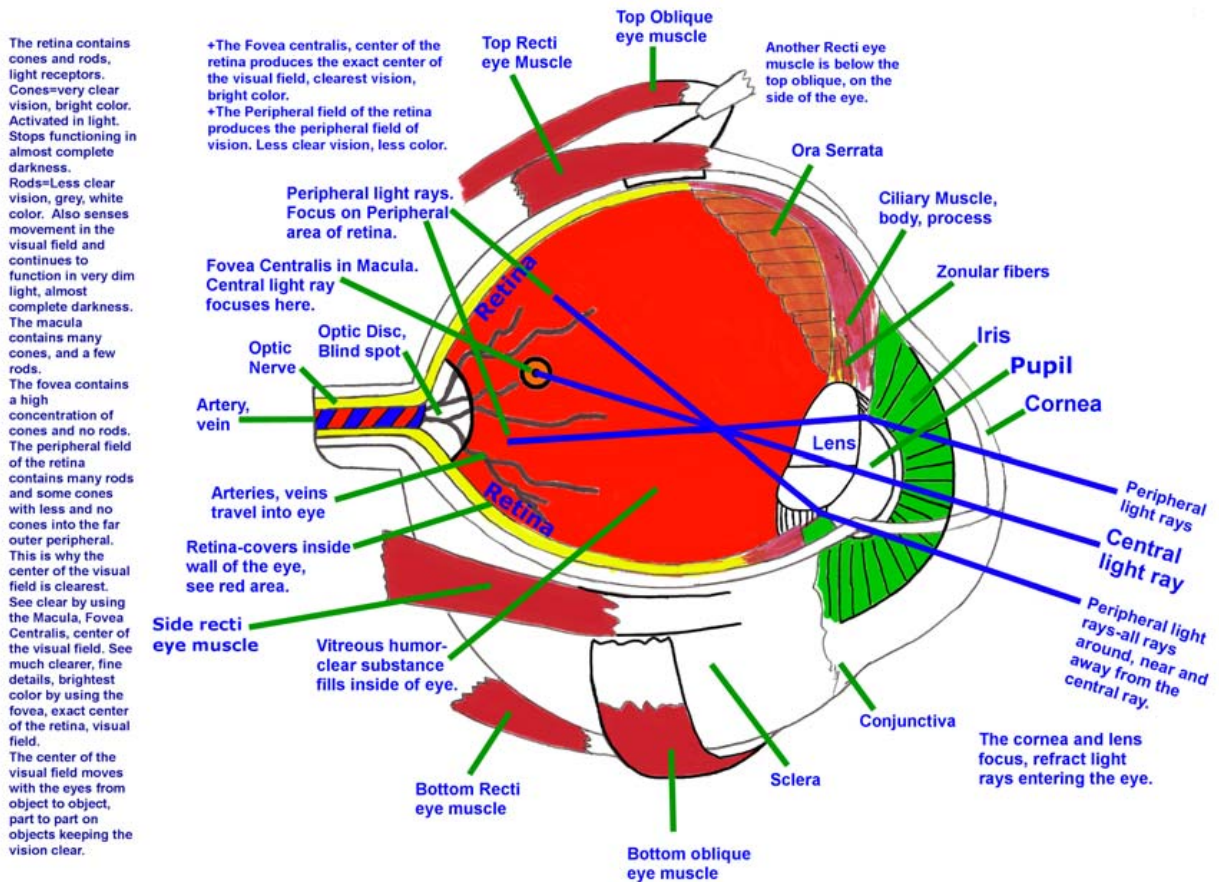 The retina contains
cones and rods,
light receptors.
Cones=very clear
vision, bright color.
Activated in light.
Stops functioning in
almost complete
darkness.
Rods=Less clear
vision, grey, white
color. Also senses
movement in the
visual field and
continues to
function in very dim
light, almost
complete darkness.
The macula
contains many
cones, and a few
rods.
The fovea contains
a high
concentration of
cones and no rods.
The peripheral field
of the retina
contains many rods
and some cones
with less and no
cones into the far
outer peripheral.
This is why the
center of the visual
field is clearest.
See clear by using
the Macula, Fovea
Centralis, center of
the visual field. See
much clearer, fine
details, brightest
color by using the
fovea, exact center
of the retina, visual
field.
The center of the
visual field moves
with the eyes from
object to object,
part to part on
objects keeping the
vision clear.
+The Fovea centralis, center of the
retina produces the exact center of
the visual field, clearest vision,
bright color.
+The Peripheral field of the retina
produces the peripheral field of
vision. Less clear vision, less color.
Top Recti
eye Muscle
Top Oblique
eye muscle
Another Recti eye
muscle is below the
top oblique, on the
side of the eye.
Ora Serrata
Ciliary Muscle,
body, process
Zonular fibers
Iris
Pupil
Cornea
Peripheral light rays.
Focus on Peripheral
area of retina.
Fovea Centralis in Macula.
Central light ray
focuses here.
Optic Disc,
Blind spot
Optic
Nerve
Artery,
vein
Retina
Lens
Arteries, veins
travel into eye
Retina
Retina-covers inside
wall of the eye,
see red area.
Side recti
eye muscle
Vitreous humor-
clear substance
fills inside of eye.
Bottom Recti
eye muscle
Bottom oblique
eye muscle
Sclera
Conjunctiva
Peripheral
light rays
Central
light ray
Peripheral light
rays-all rays
around, near and
away from the
central ray.
The cornea and lens
focus, refract light
rays entering the eye.